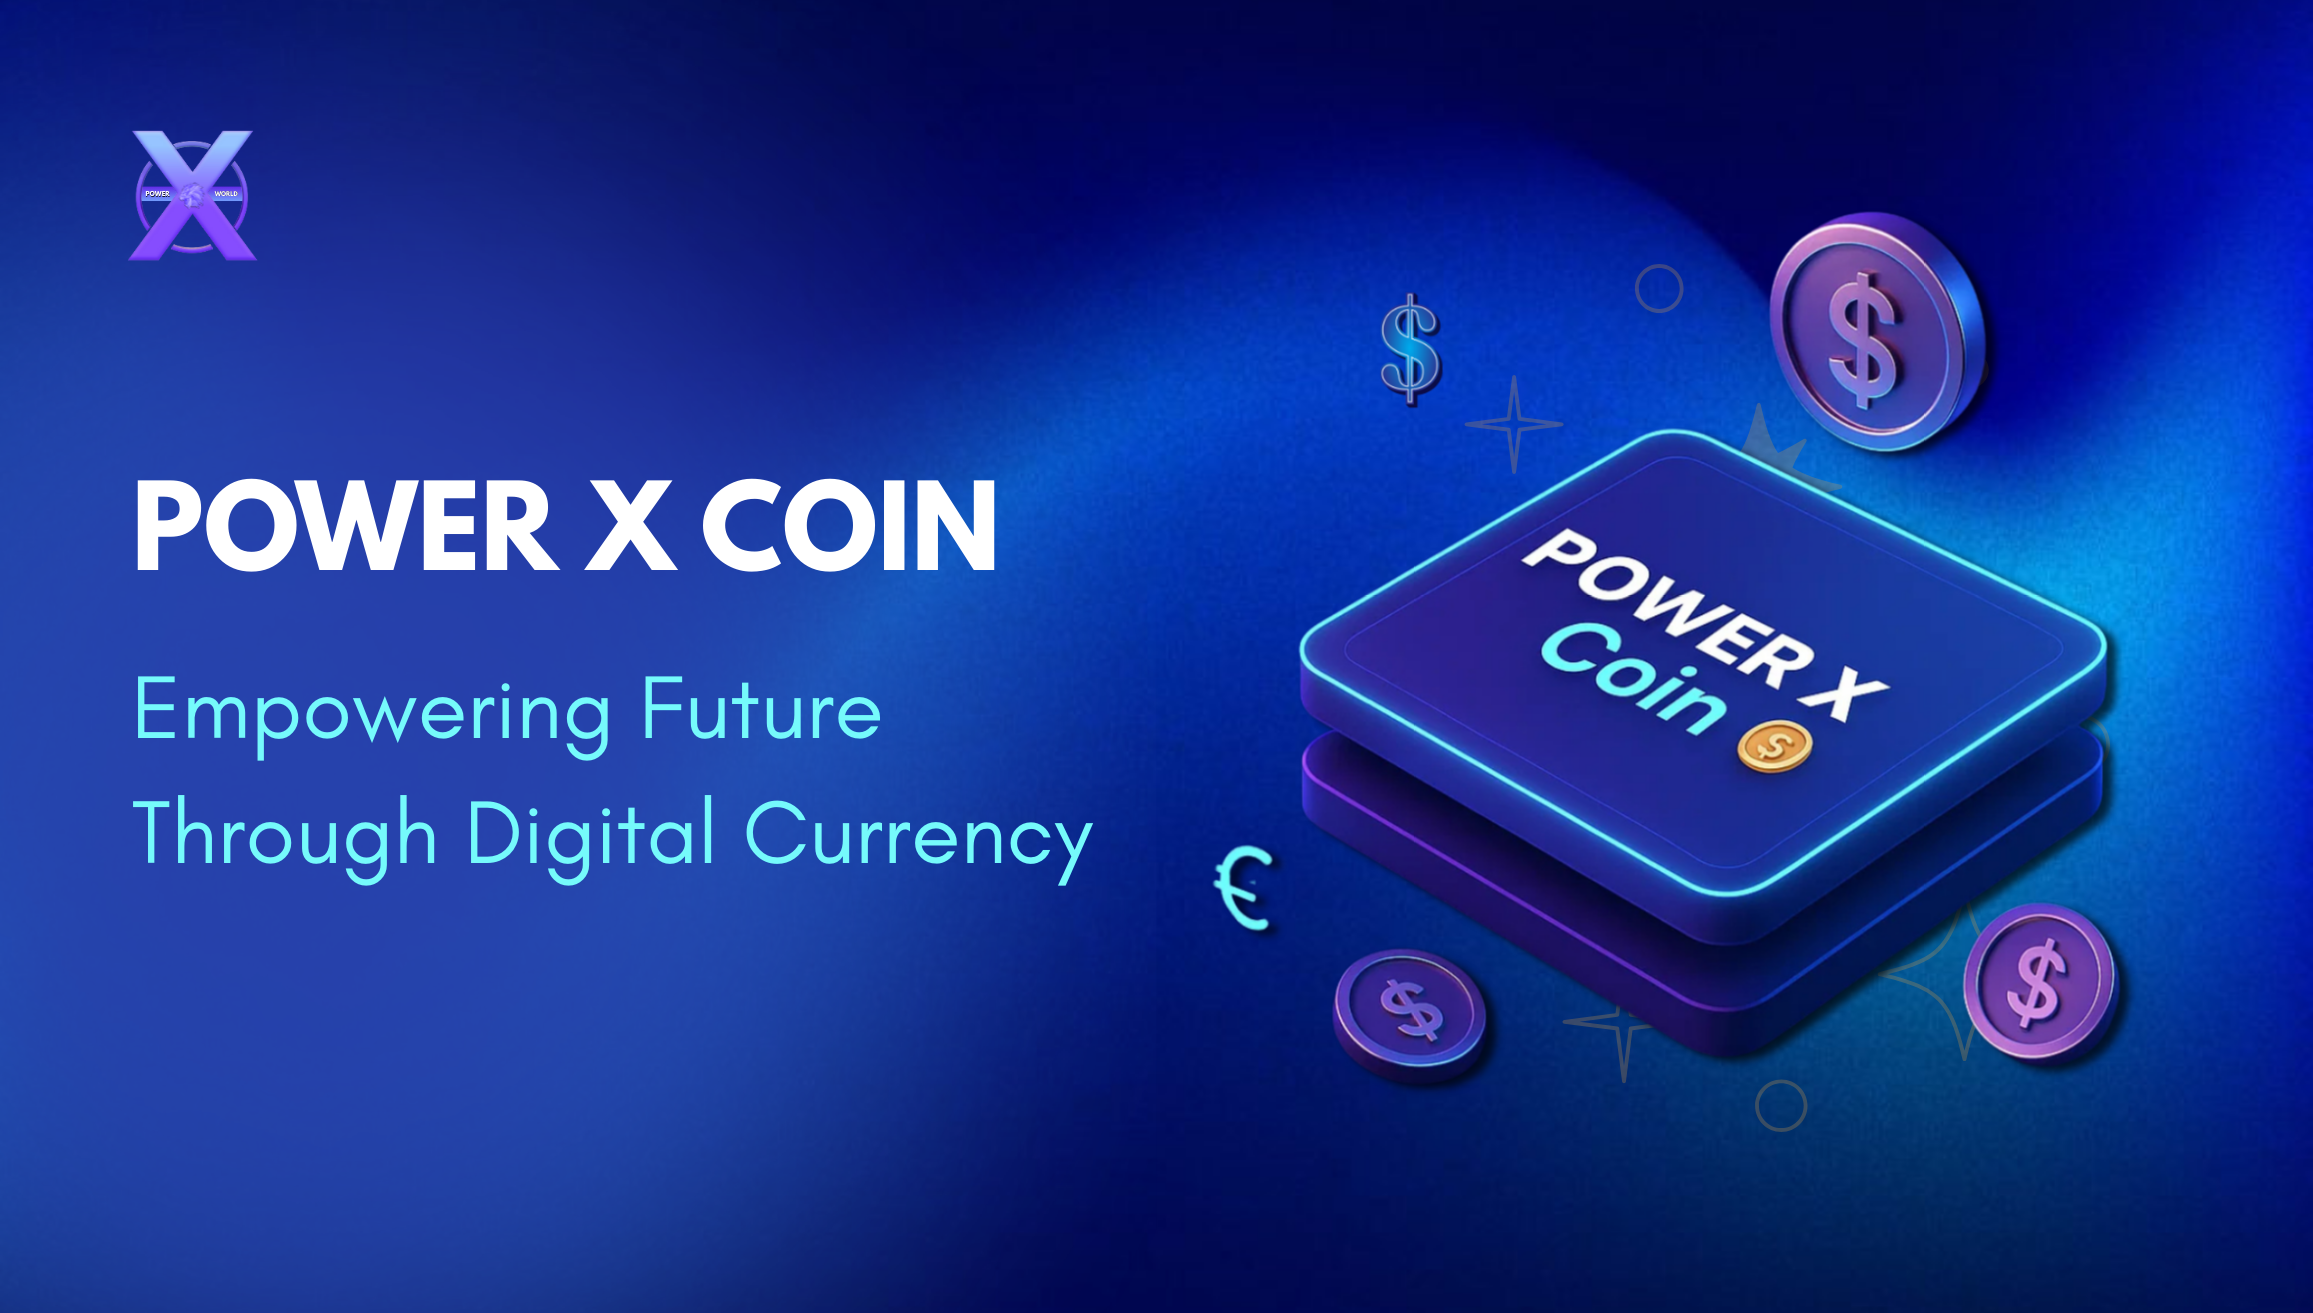 POWER WORLD
POWER X COIN
Empowering Future
Through Digital Currency
$
$
POWER X
Coin
$
€
$
$